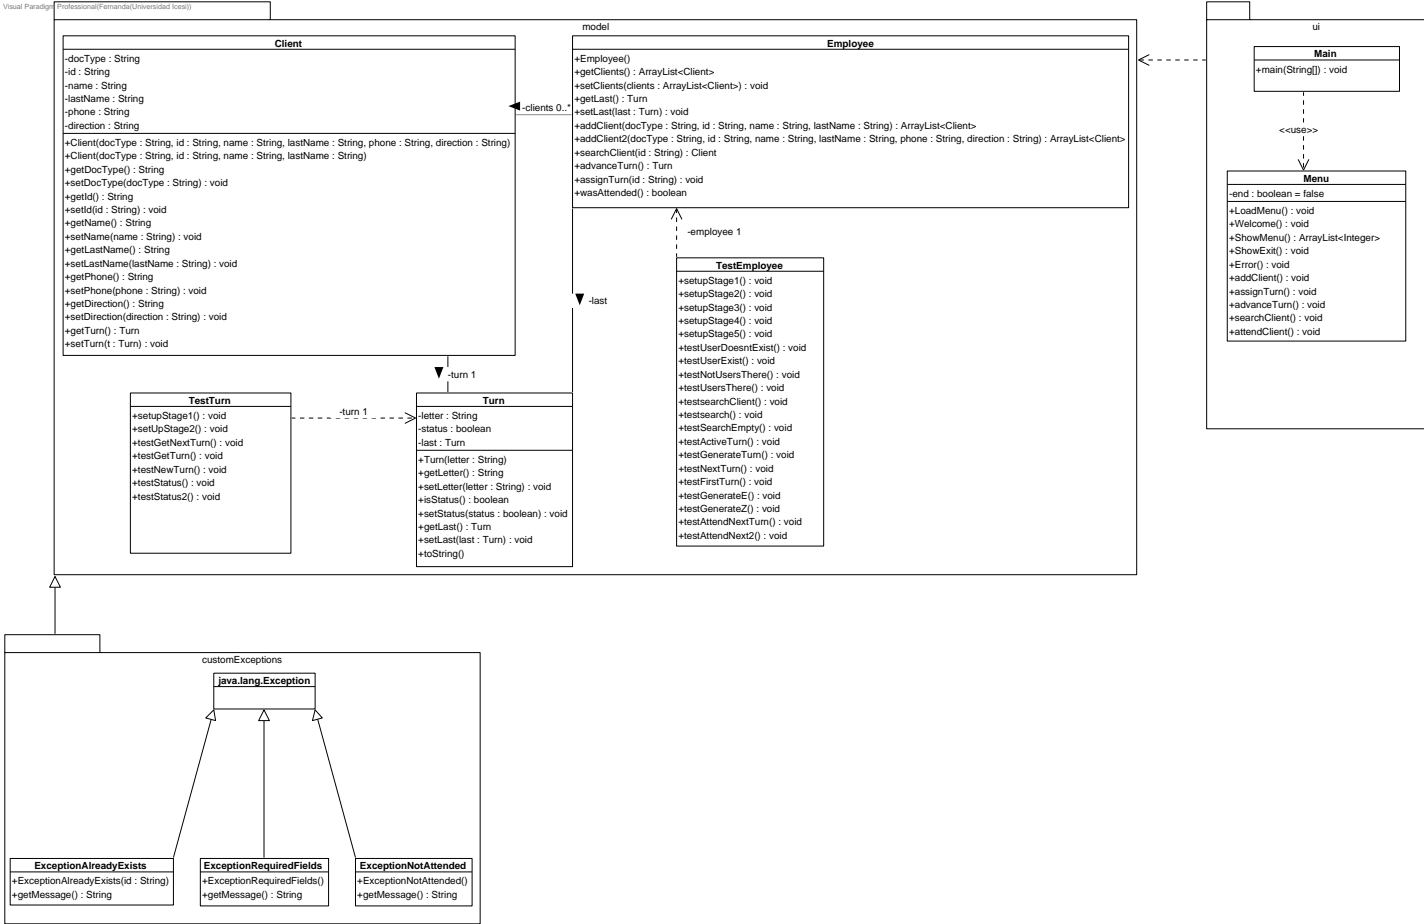 Visual Paradigm Professional(Fernanda(Universidad Icesi))
model
Client
-docType : String
-id : String
-name : String
-lastName : String
-phone : String
-direction : String
+Client(docType : String, id : String, name : String, lastName : String, phone : String, direction : String)
+Client(docType : String, id : String, name : String, lastName : String)
+getDocType() : String
+setDocType(docType : String) : void
+getId() : String
+setId(id : String) : void
+getName() : String
+setName(name : String) : void
+getLastName() : String
+setLastName(lastName : String) : void
+getPhone() : String
+setPhone(phone : String) : void
+getDirection() : String
+setDirection(direction : String) : void
+getTurn() : Turn
+setTurn(t : Turn) : void
-clients 0..*
Employee
+Employee()
+getClients() : ArrayList<Client>
+setClients(clients : ArrayList<Client>) : void
+getLast() : Turn
+setLast(last : Turn) : void
+addClient(docType : String, id : String, name : String, lastName : String) : ArrayList<Client>
+addClient2(docType : String, id : String, name : String, lastName : String, phone : String, direction : String) : ArrayList<Client>
+searchClient(id : String) : Client
+advanceTurn() : Turn
+assignTurn(id : String) : void
+wasAttended() : boolean
-employee 1
-last
-turn 1
TestEmployee
+setupStage1() : void
+setupStage2() : void
+setupStage3() : void
+setupStage4() : void
+setupStage5() : void
+testUserDoesntExist() : void
+testUserExist() : void
+testNotUsersThere() : void
+testUsersThere() : void
+testsearchClient() : void
+testsearch() : void
+testSearchEmpty() : void
+testActiveTurn() : void
+testGenerateTurn() : void
+testNextTurn() : void
+testFirstTurn() : void
+testGenerateE() : void
+testGenerateZ() : void
+testAttendNextTurn() : void
+testAttendNext2() : void
TestTurn
+setupStage1() : void
+setUpStage2() : void
+testGetNextTurn() : void
+testGetTurn() : void
+testNewTurn() : void
+testStatus() : void
+testStatus2() : void
-turn 1
Turn
-letter : String
-status : boolean
-last : Turn
+Turn(letter : String)
+getLetter() : String
+setLetter(letter : String) : void
+isStatus() : boolean
+setStatus(status : boolean) : void
+getLast() : Turn
+setLast(last : Turn) : void
+toString()
ui
Main
+main(String[]) : void
<<use>>
Menu
-end : boolean = false
+LoadMenu() : void
+Welcome() : void
+ShowMenu() : ArrayList<Integer>
+ShowExit() : void
+Error() : void
+addClient() : void
+assignTurn() : void
+advanceTurn() : void
+searchClient() : void
+attendClient() : void
customExceptions
java.lang.Exception
ExceptionAlreadyExists
+ExceptionAlreadyExists(id : String)
+getMessage() : String
ExceptionRequiredFields
+ExceptionRequiredFields()
+getMessage() : String
ExceptionNotAttended
+ExceptionNotAttended()
+getMessage() : String